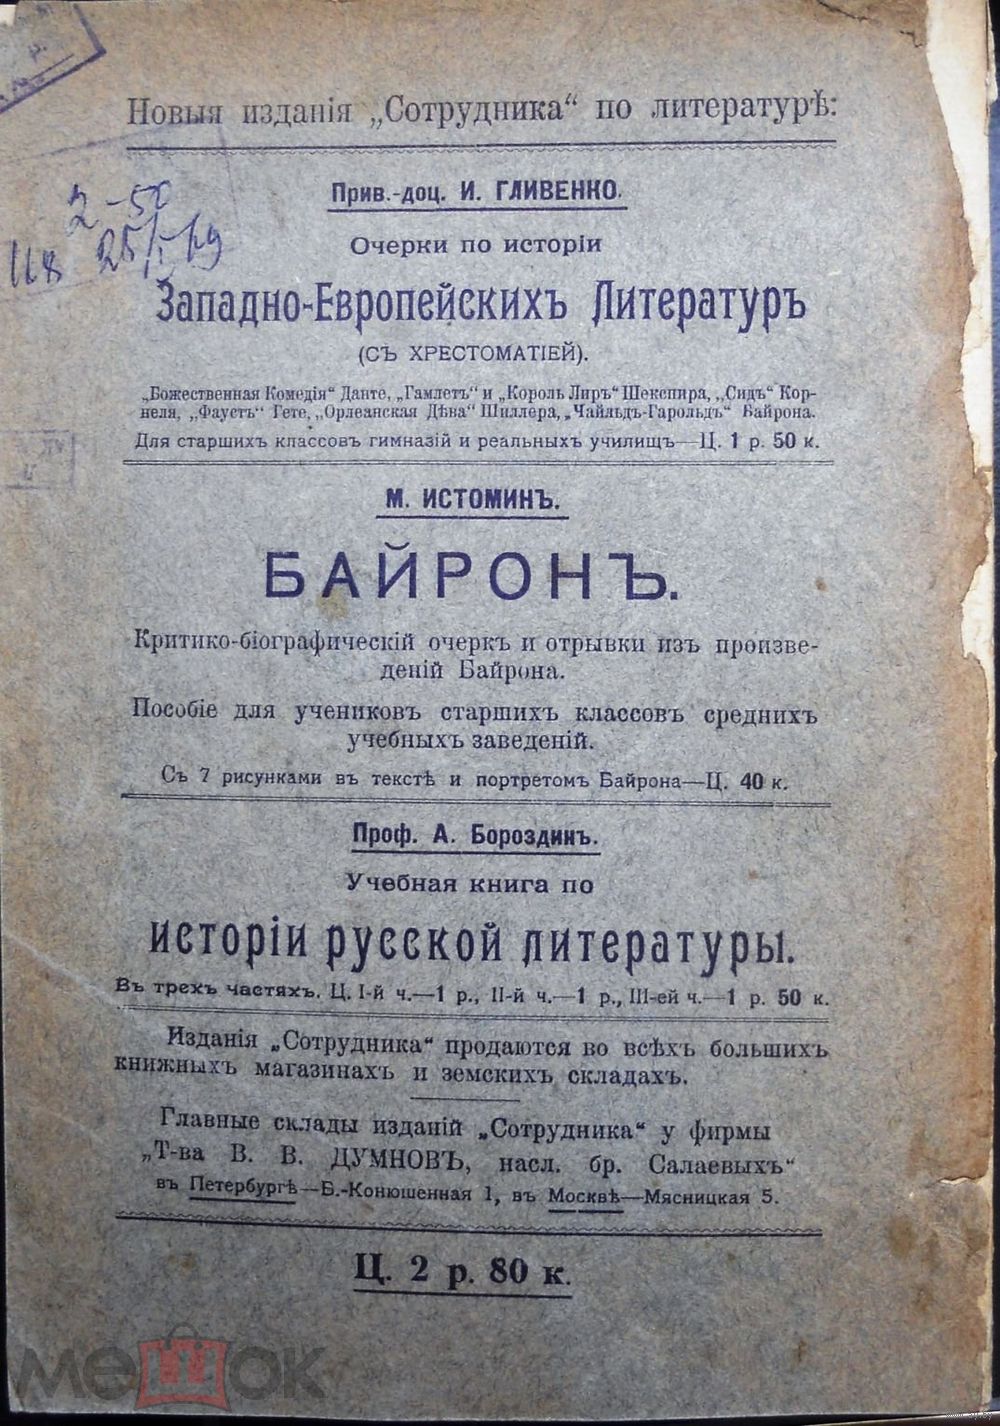 Новыя изданія „Сотрудника“ по литературѣ:
Прив.-доц. И. ГЛИВЕНКО.
Очерки по исторіи
Западно-Европейскихъ Литературъ
(СЪ ХРЕСТОМАТІЕЙ).
„Божественная Комедія“ Данте, „Гамлетъ“ и „Король Лиръ“ Шекспира, „Сидъ“ Кор-
неля, „Фаустъ“ Гете, „Орлеанская Дѣва“ Шиллера, „Чайльдъ-Гарольдъ“ Байрона.
Для старшихъ классовъ гимназій и реальныхъ училищъ—Ц. 1 р. 50 к.
2-50
М. ИСТОМИНЪ.
БАЙРОНЪ.
Критико-біографическій очеркъ и отрывки изъ произве-
деній Байрона.
Пособіе для учениковъ старшихъ классовъ среднихъ
учебныхъ заведеній.
Съ 7 рисунками въ текстѣ и портретомъ Байрона—Ц. 40 к.
Проф. А. Бороздинъ.
Учебная книга по
исторіи русской литературы.
Въ трехъ частяхъ. Ц. I-й ч.—1 р., II-й ч.—1 р., III-ей ч.—1 р. 50 к.
Изданія „Сотрудника“ продаются во всѣхъ большихъ
книжныхъ магазинахъ и земскихъ складахъ.
Главные склады изданій „Сотрудника“ у фирмы
„Т-ва В. В. ДУМНОВЪ, насл. бр. Салаевыхъ“
въ Петербургѣ—Б.-Конюшенная 1, въ Москвѣ—Мясницкая 5.
Ц. 2 р. 80 к.
мешок